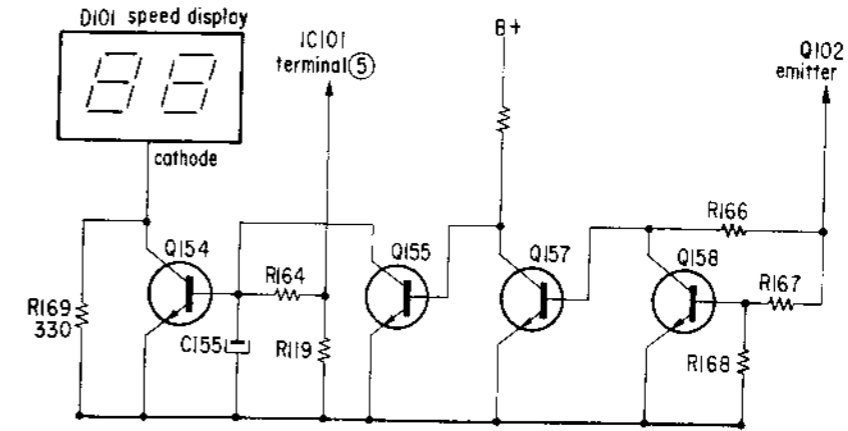 D101 speed display
88
cathode
IC101
terminal⑤
B+
Q102
emitter
Q154
R164
Q155
Q157
R166
Q158
R167
R169
330
C155
R119
R168